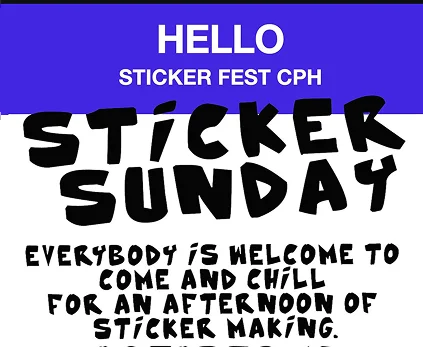 HELLO
STICKER FEST CPH
STiCKER
SUNDAY
EVERYBODY iS WELCOME TO
COME AND CHiLL
FOR AN AFTERNOON OF
STiCKER MAKiNG.